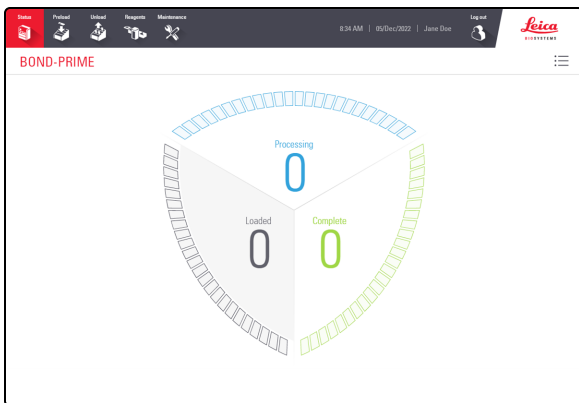 Status
Preload
Unload
Reagents
Maintenance
8:34 AM | 05/Dec/2022 | Jane Doe
Log out
Leica
BIOSYSTEMS
BOND-PRIME
Processing
0
Loaded
0
Complete
0